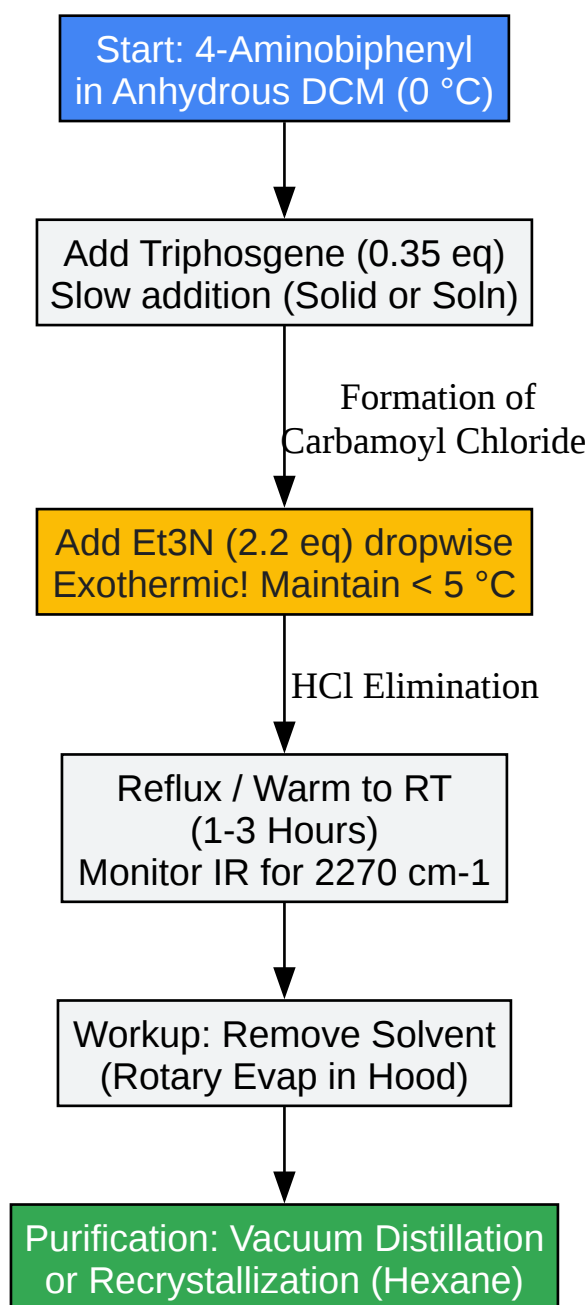 Start: 4-Aminobiphenyl
in Anhydrous DCM (0 °C)
Add Triphosgene (0.35 eq)
Slow addition (Solid or Soln)
Formation of
Carbamoyl Chloride
Add Et3N (2.2 eq) dropwise
Exothermic! Maintain < 5 °C
HCl Elimination
Reflux / Warm to RT
(1-3 Hours)
Monitor IR for 2270 cm-1
Workup: Remove Solvent
(Rotary Evap in Hood)
Purification: Vacuum Distillation
or Recrystallization (Hexane)